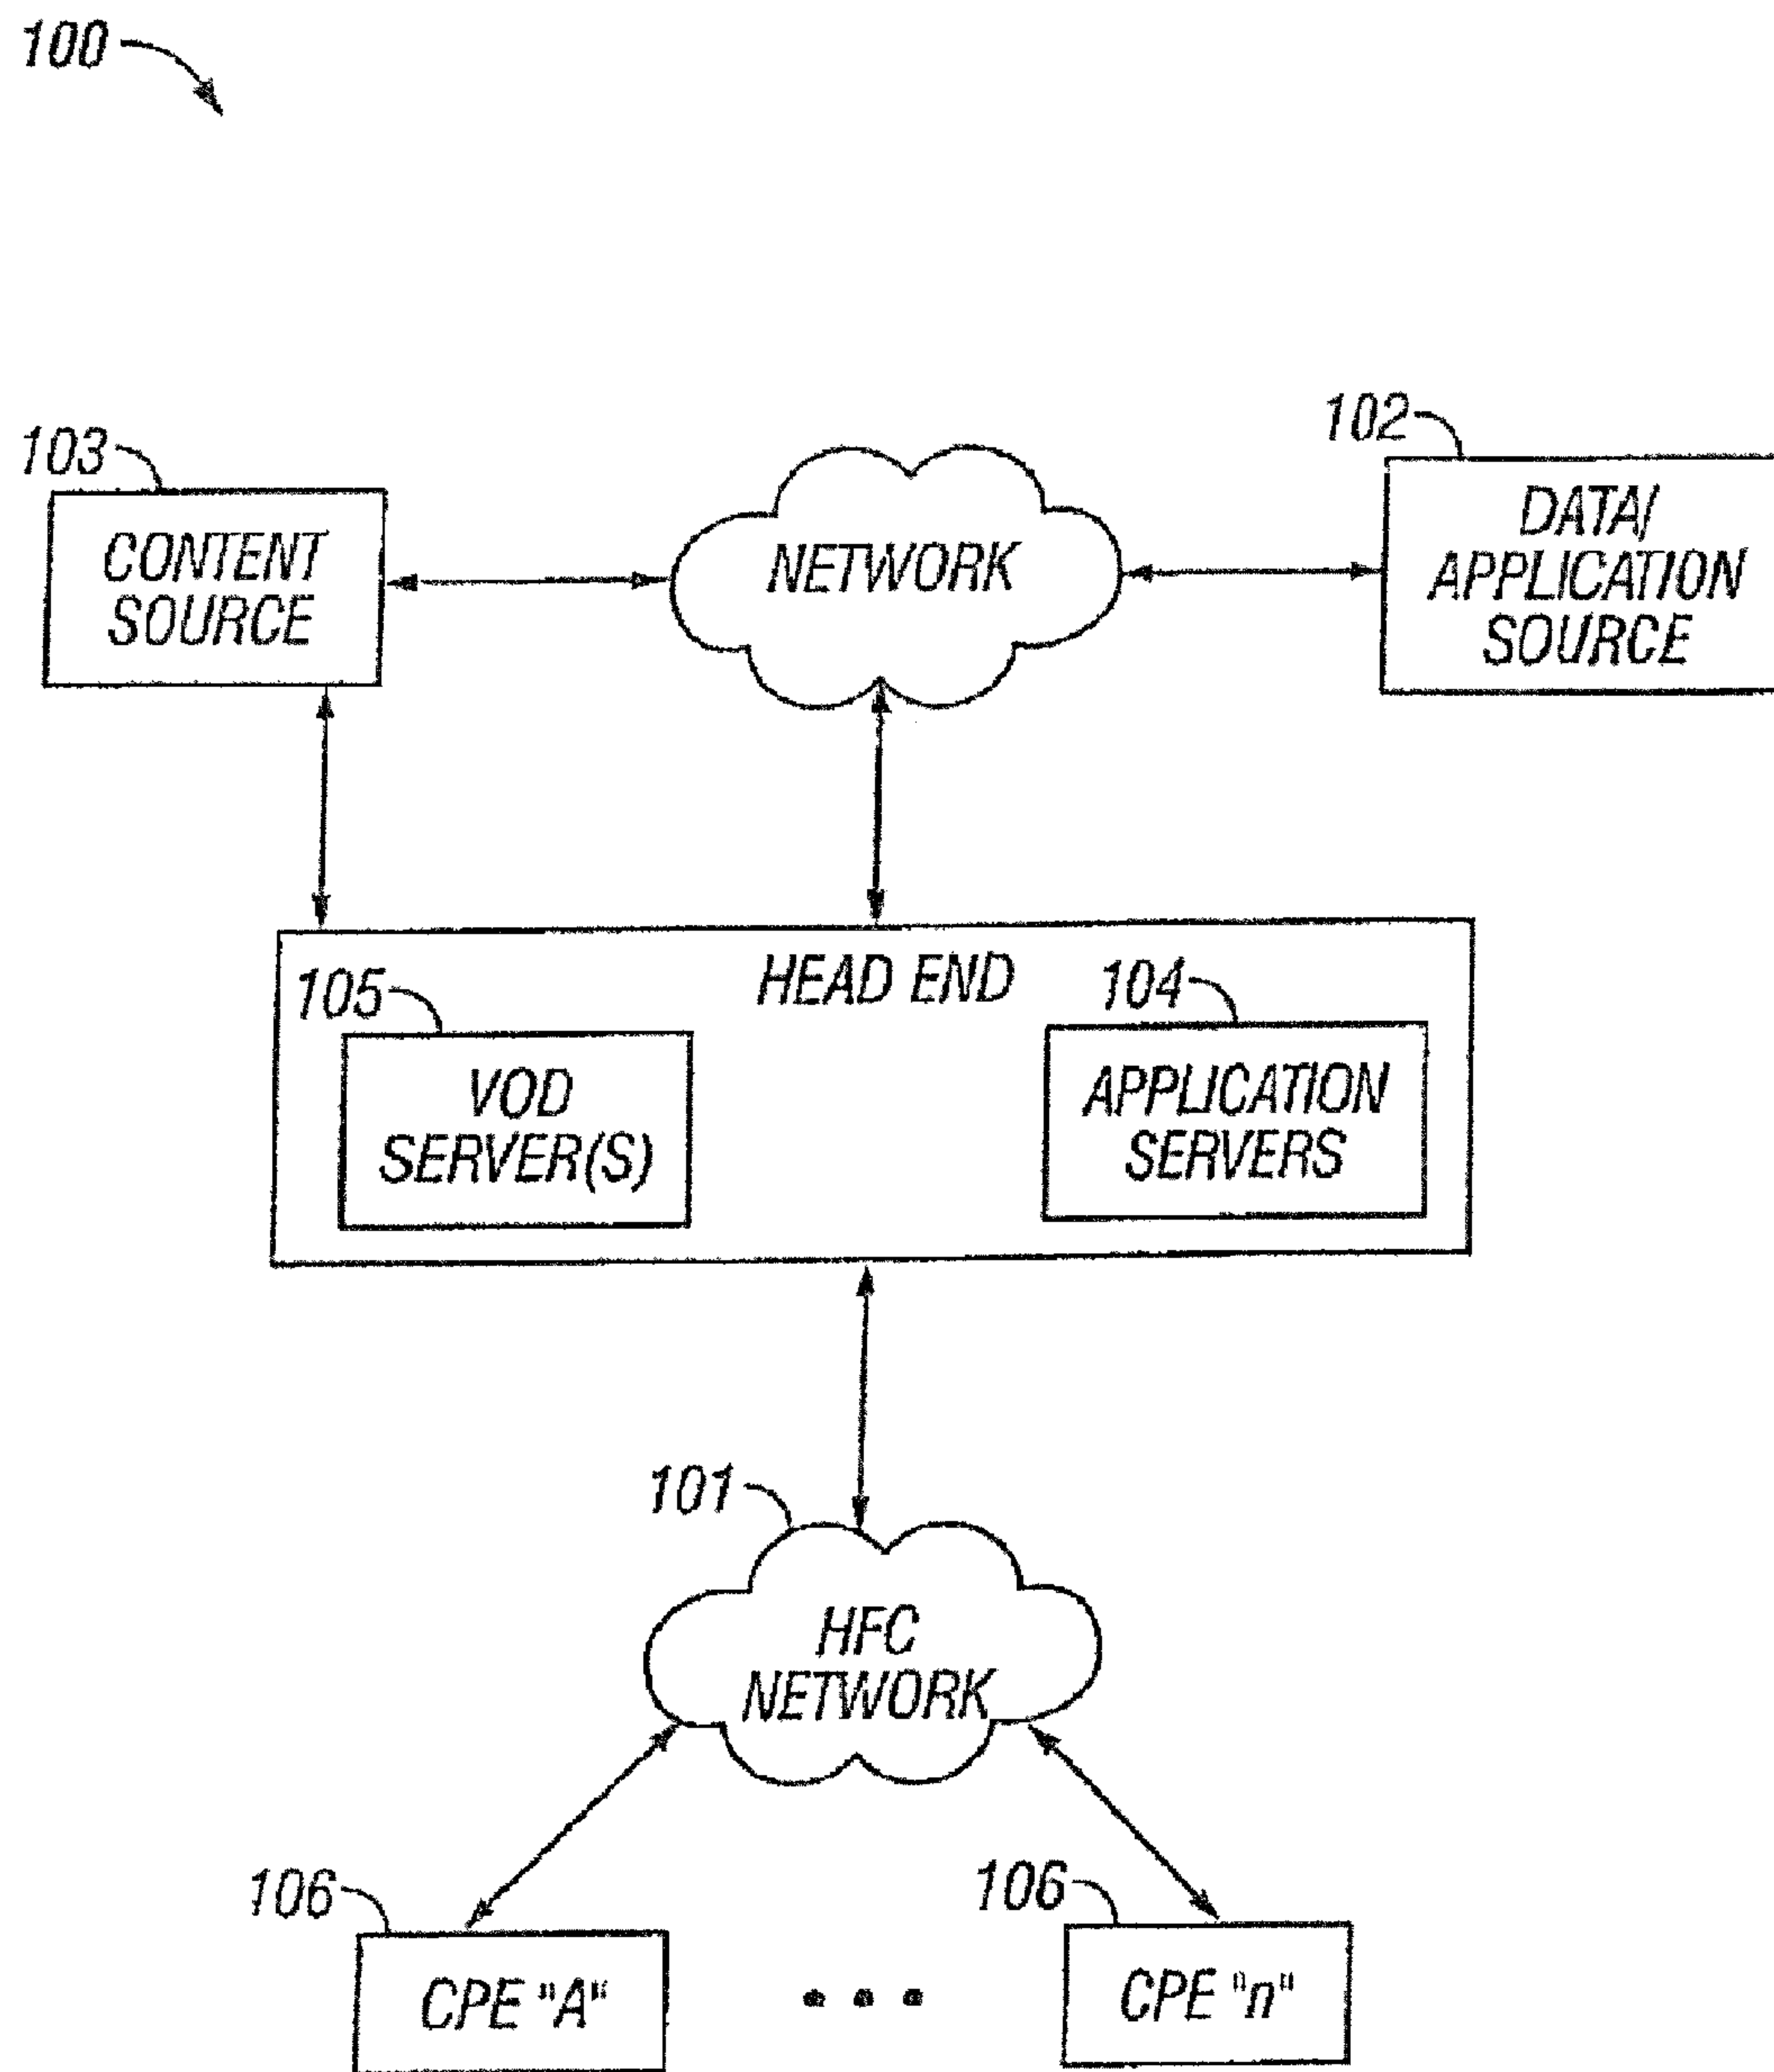 100
103
CONTENT
SOURCE
NETWORK
102
DATA/
APPLICATION
SOURCE
HEAD END
105
VOD
SERVER(S)
104
APPLICATION
SERVERS
101
HFC
NETWORK
106
CPE "A"
106
CPE "n"